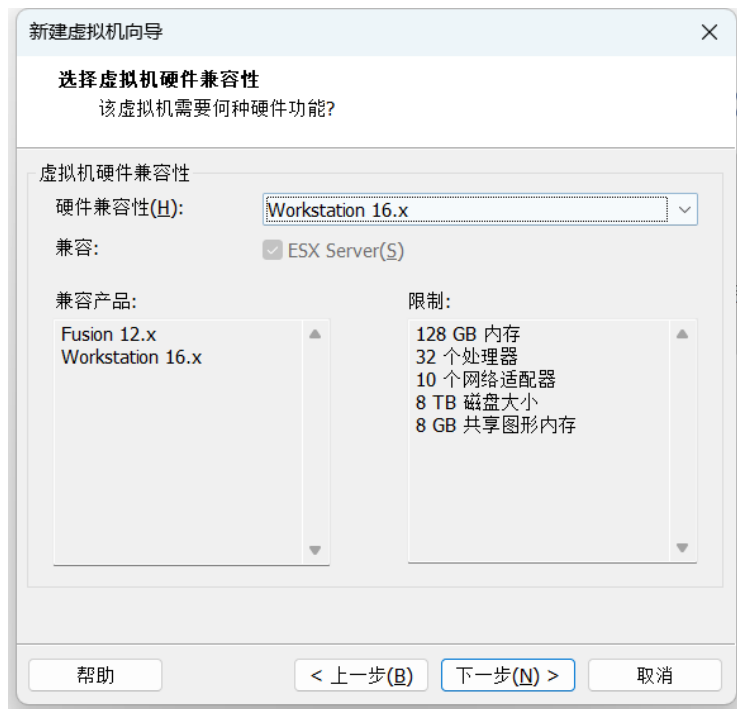 新建虚拟机向导
选择虚拟机硬件兼容性
该虚拟机需要何种硬件功能?
虚拟机硬件兼容性
硬件兼容性(H):
Workstation 16.x
兼容:
ESX Server(S)
兼容产品:
Fusion 12.x
Workstation 16.x
限制:
128 GB 内存
32 个处理器
10 个网络适配器
8 TB 磁盘大小
8 GB 共享图形内存
帮助
< 上一步(B)
下一步(N) >
取消